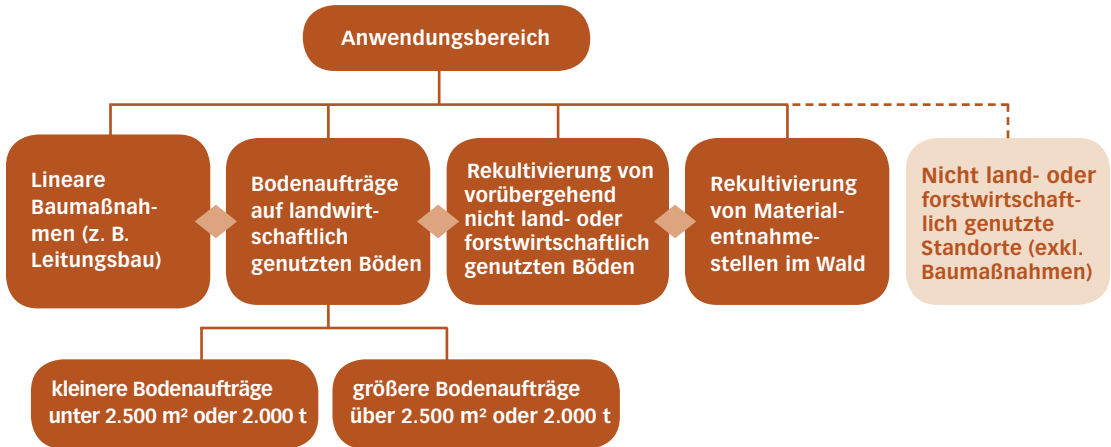 Anwendungsbereich
Lineare
Baumaßnah-
men (z. B.
Leitungsbau)
Bodenaufträge
auf landwirt-
schaftlich
genutzten Böden
Rekultivierung von
vorübergehend
nicht land- oder
forstwirtschaftlich
genutzten Böden
Rekultivierung
von Material-
entnahme-
stellen im Wald
Nicht land- oder
forstwirtschaft-
lich genutzte
Standorte (exkl.
Baumaßnahmen)
kleinere Bodenaufträge
unter 2.500 m² oder 2.000 t
größere Bodenaufträge
über 2.500 m² oder 2.000 t